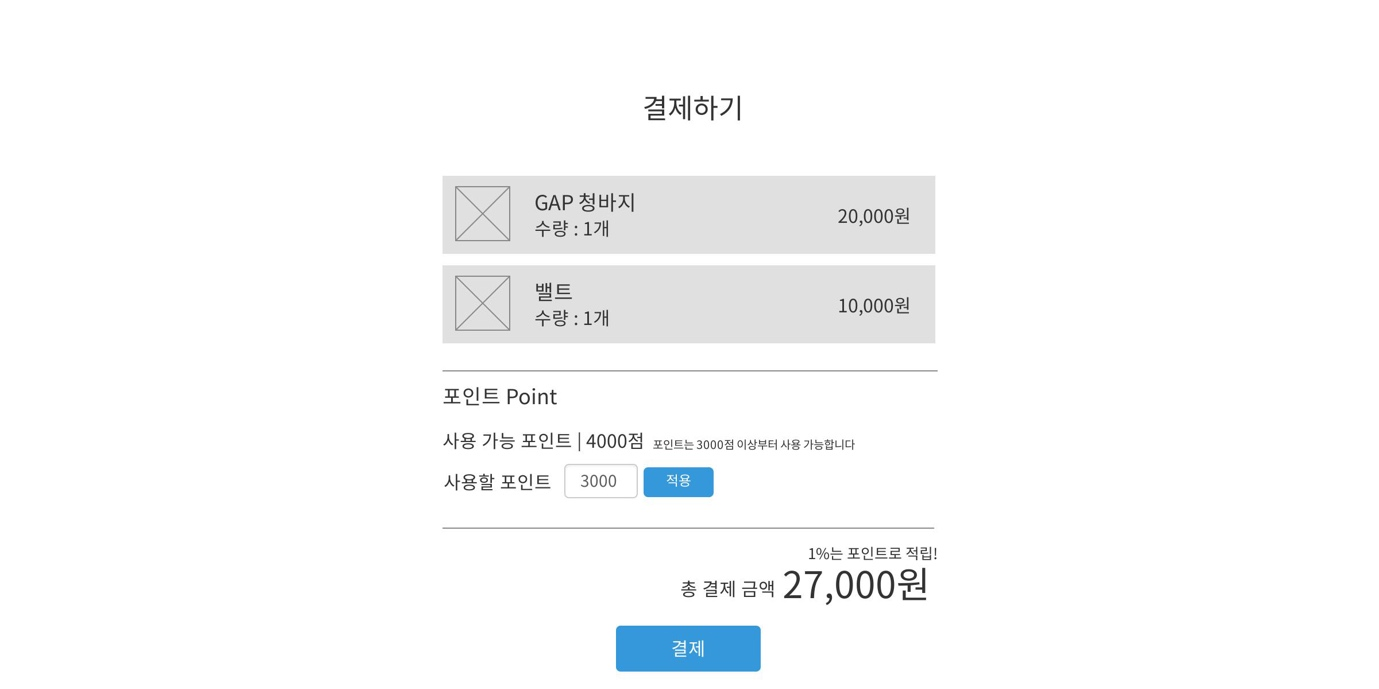 결제하기
GAP 청바지
수량 : 1개
20,000원
밸트
수량 : 1개
10,000원
포인트 Point
사용 가능 포인트 | 4000점 포인트는 3000점 이상부터 사용 가능합니다
사용할 포인트 3000 적용
1%는 포인트로 적립!
총 결제 금액 27,000원
결제